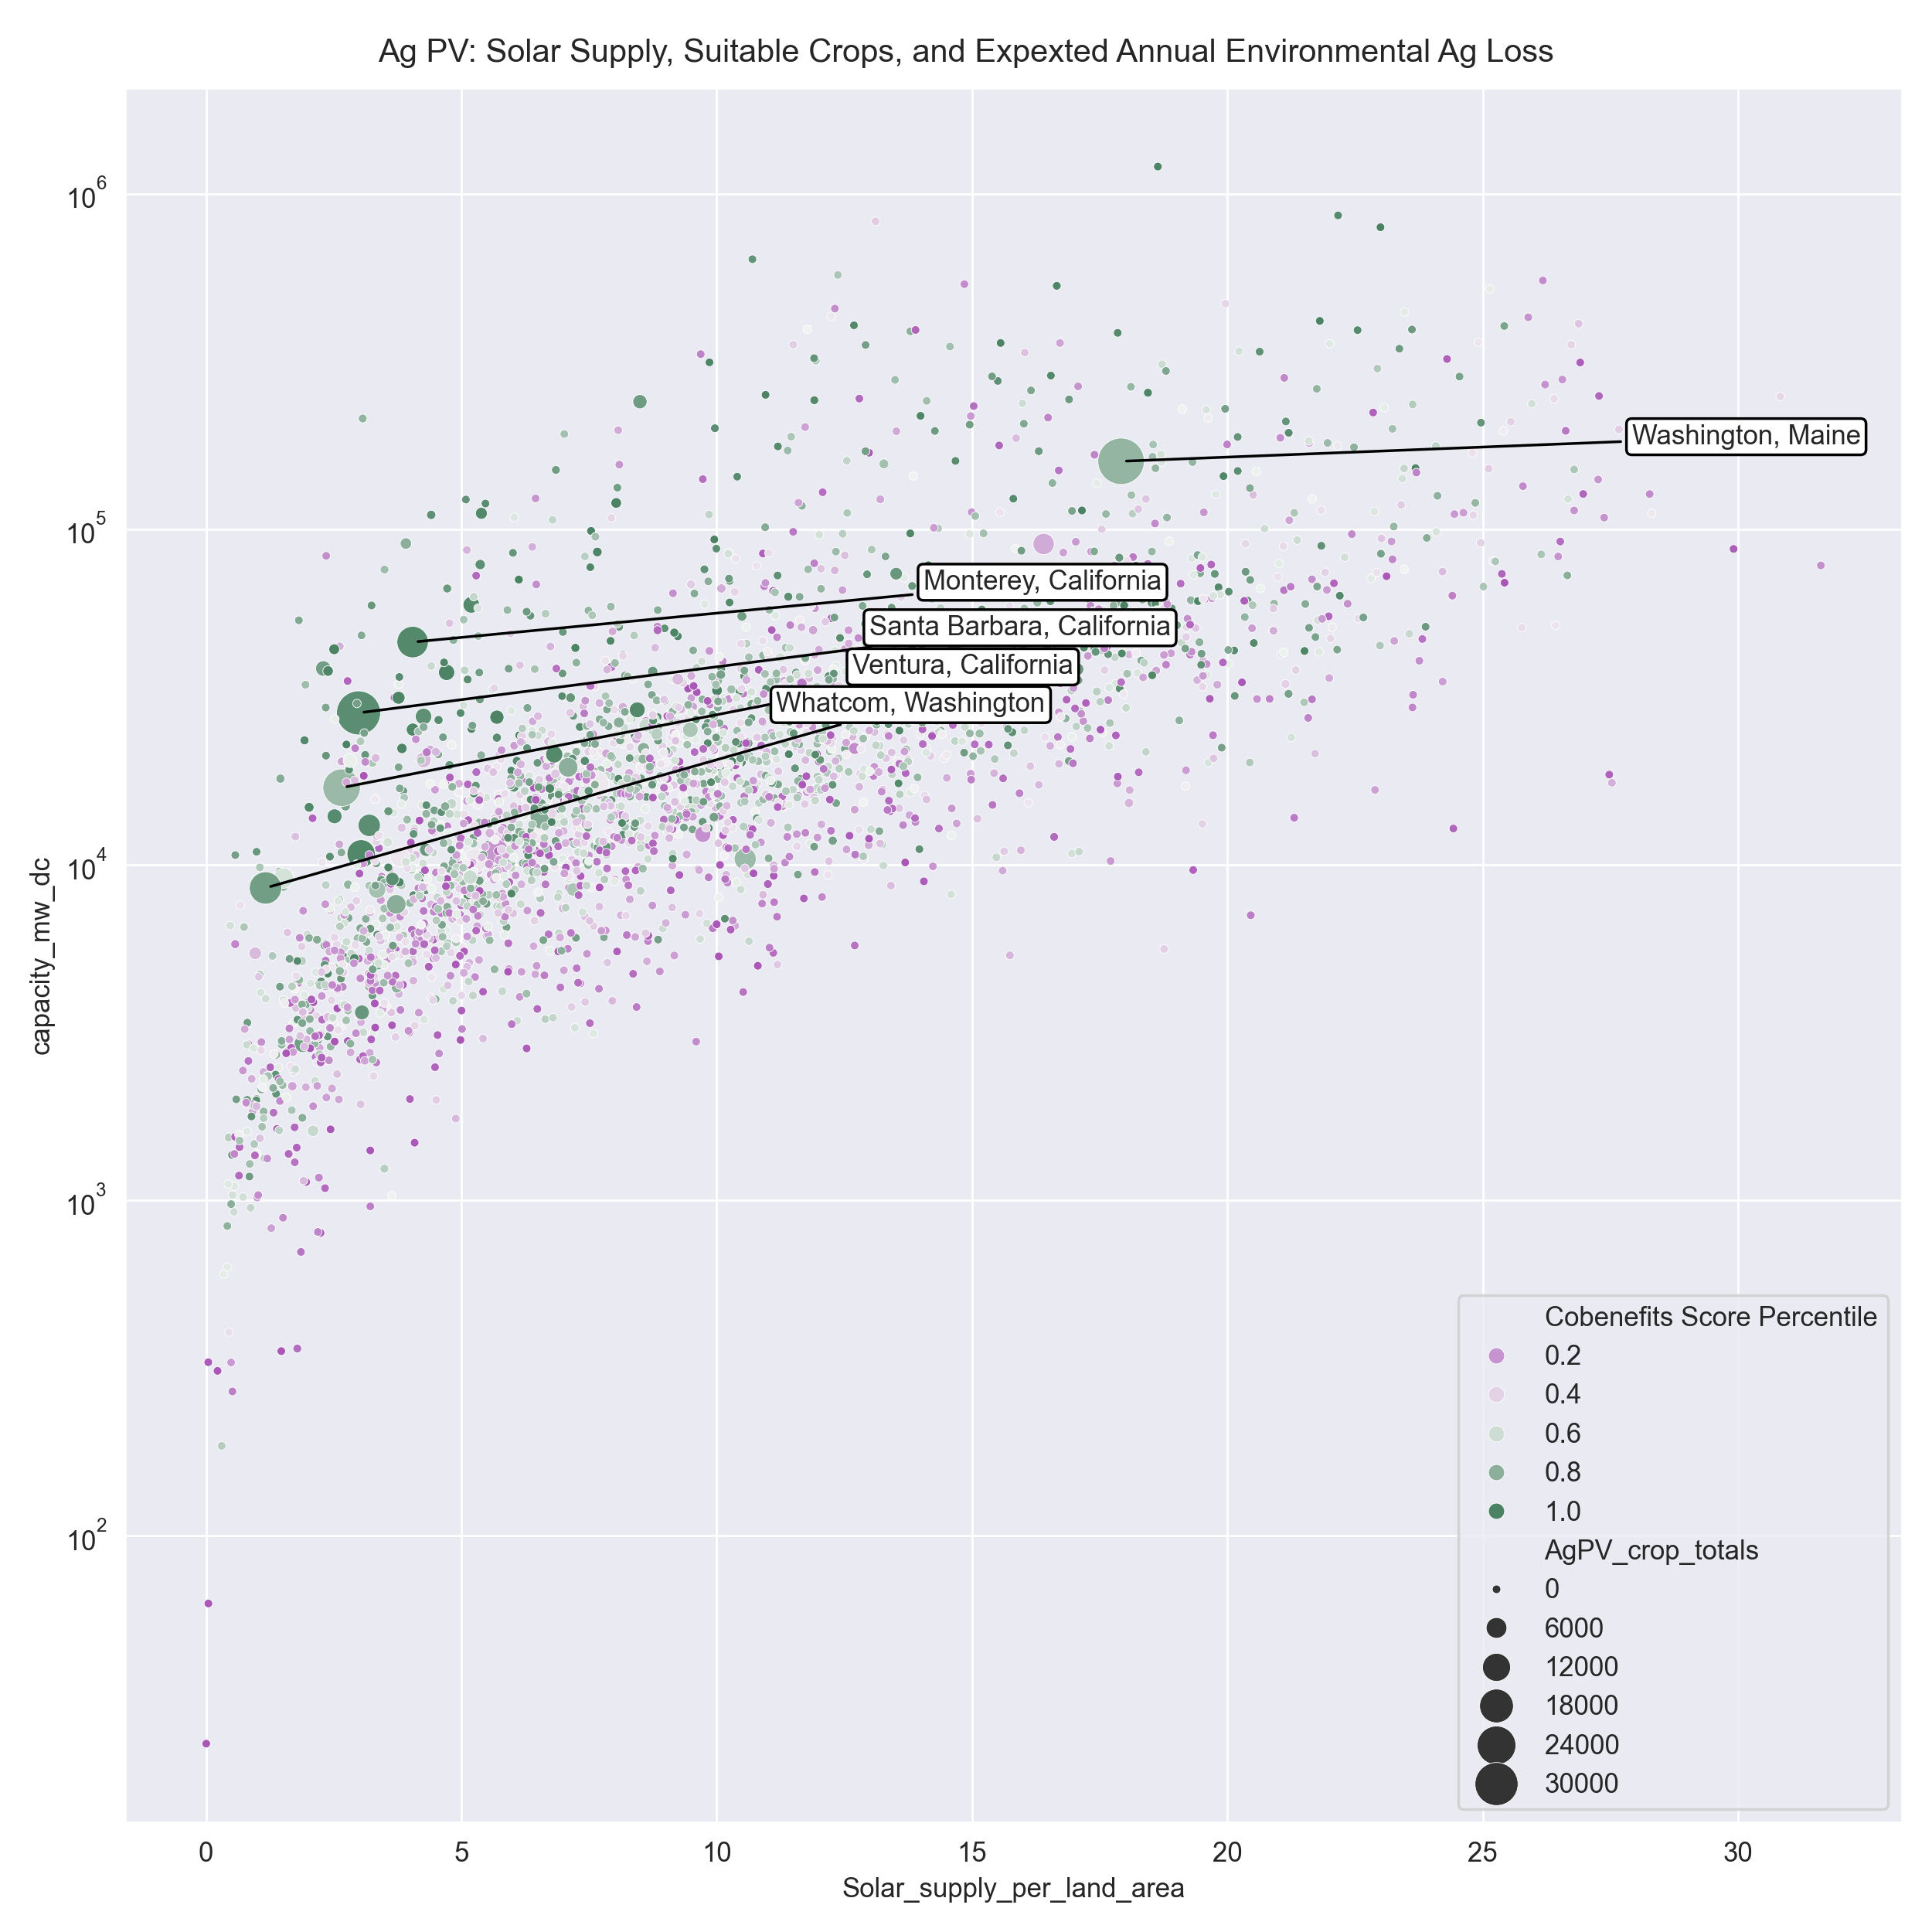 Ag PV: Solar Supply, Suitable Crops, and Expexted Annual Environmental Ag Loss
10^6
10^5
10^4
10^3
10^2
capacity_mw_dc
Washington, Maine
Monterey, California
Santa Barbara, California
Ventura, California
Whatcom, Washington
Cobenefits Score Percentile
0.2
0.4
0.6
0.8
1.0
AgPV_crop_totals
0
6000
12000
18000
24000
30000
0 5 10 15 20 25 30
Solar_supply_per_land_area